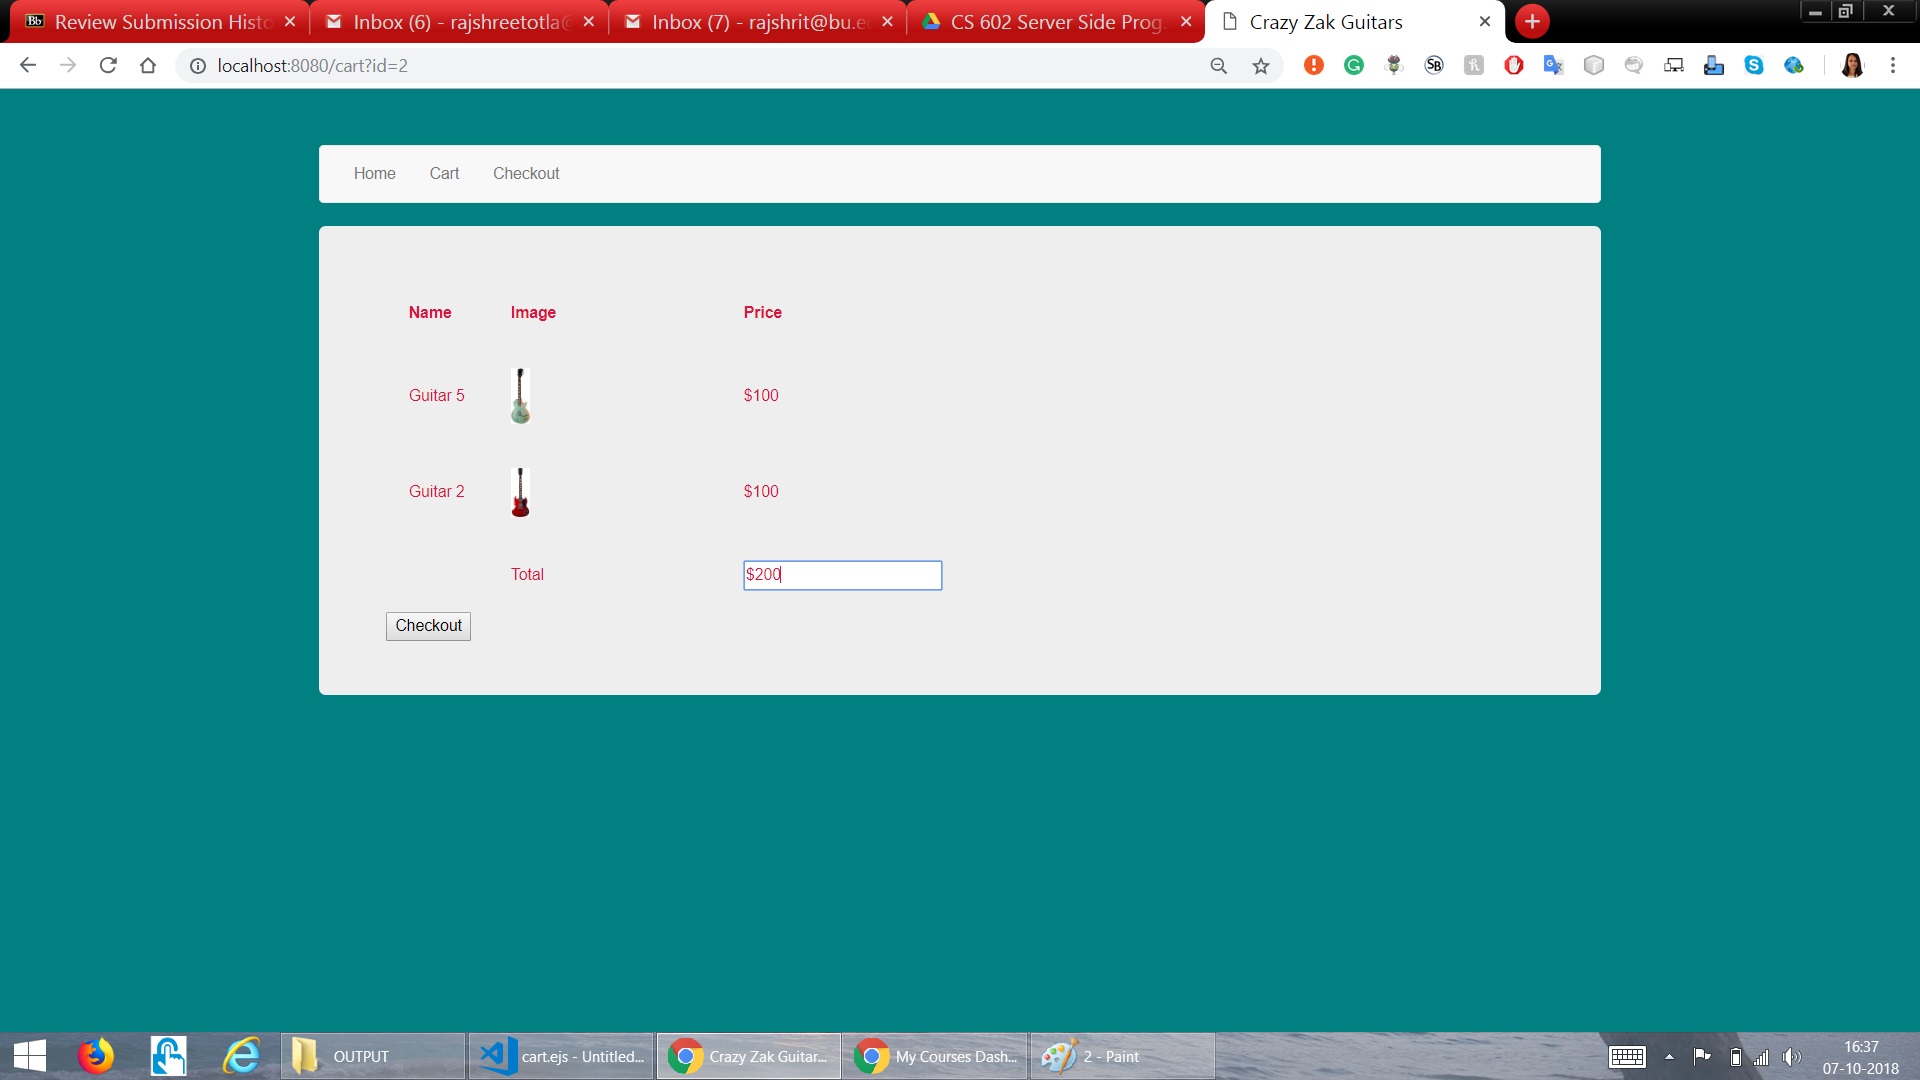 Bb Review Submission Histo
Inbox (6) - rajshreetotla@
Inbox (7) - rajshrit@bu.e
CS 602 Server Side Prog
Crazy Zak Guitars
localhost:8080/cart?id=2
SB
Home Cart Checkout
Name Image Price
Guitar 5 $100
Guitar 2 $100
Total $200
Checkout
OUTPUT
cart.ejs - Untitled...
Crazy Zak Guitar...
My Courses Dash...
2 - Paint
16:37
07-10-2018